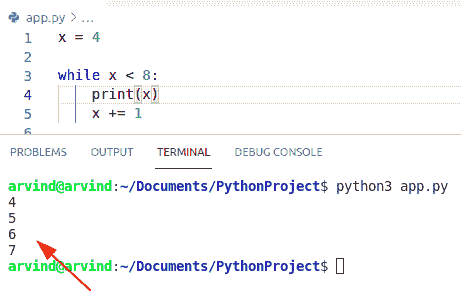 app.py > ...
1 x = 4
2
3 while x < 8:
4     print(x)
5     x += 1
6
PROBLEMS OUTPUT TERMINAL DEBUG CONSOLE
arvind@arvind:~/Documents/PythonProject$ python3 app.py
4
5
6
7
arvind@arvind:~/Documents/PythonProject$